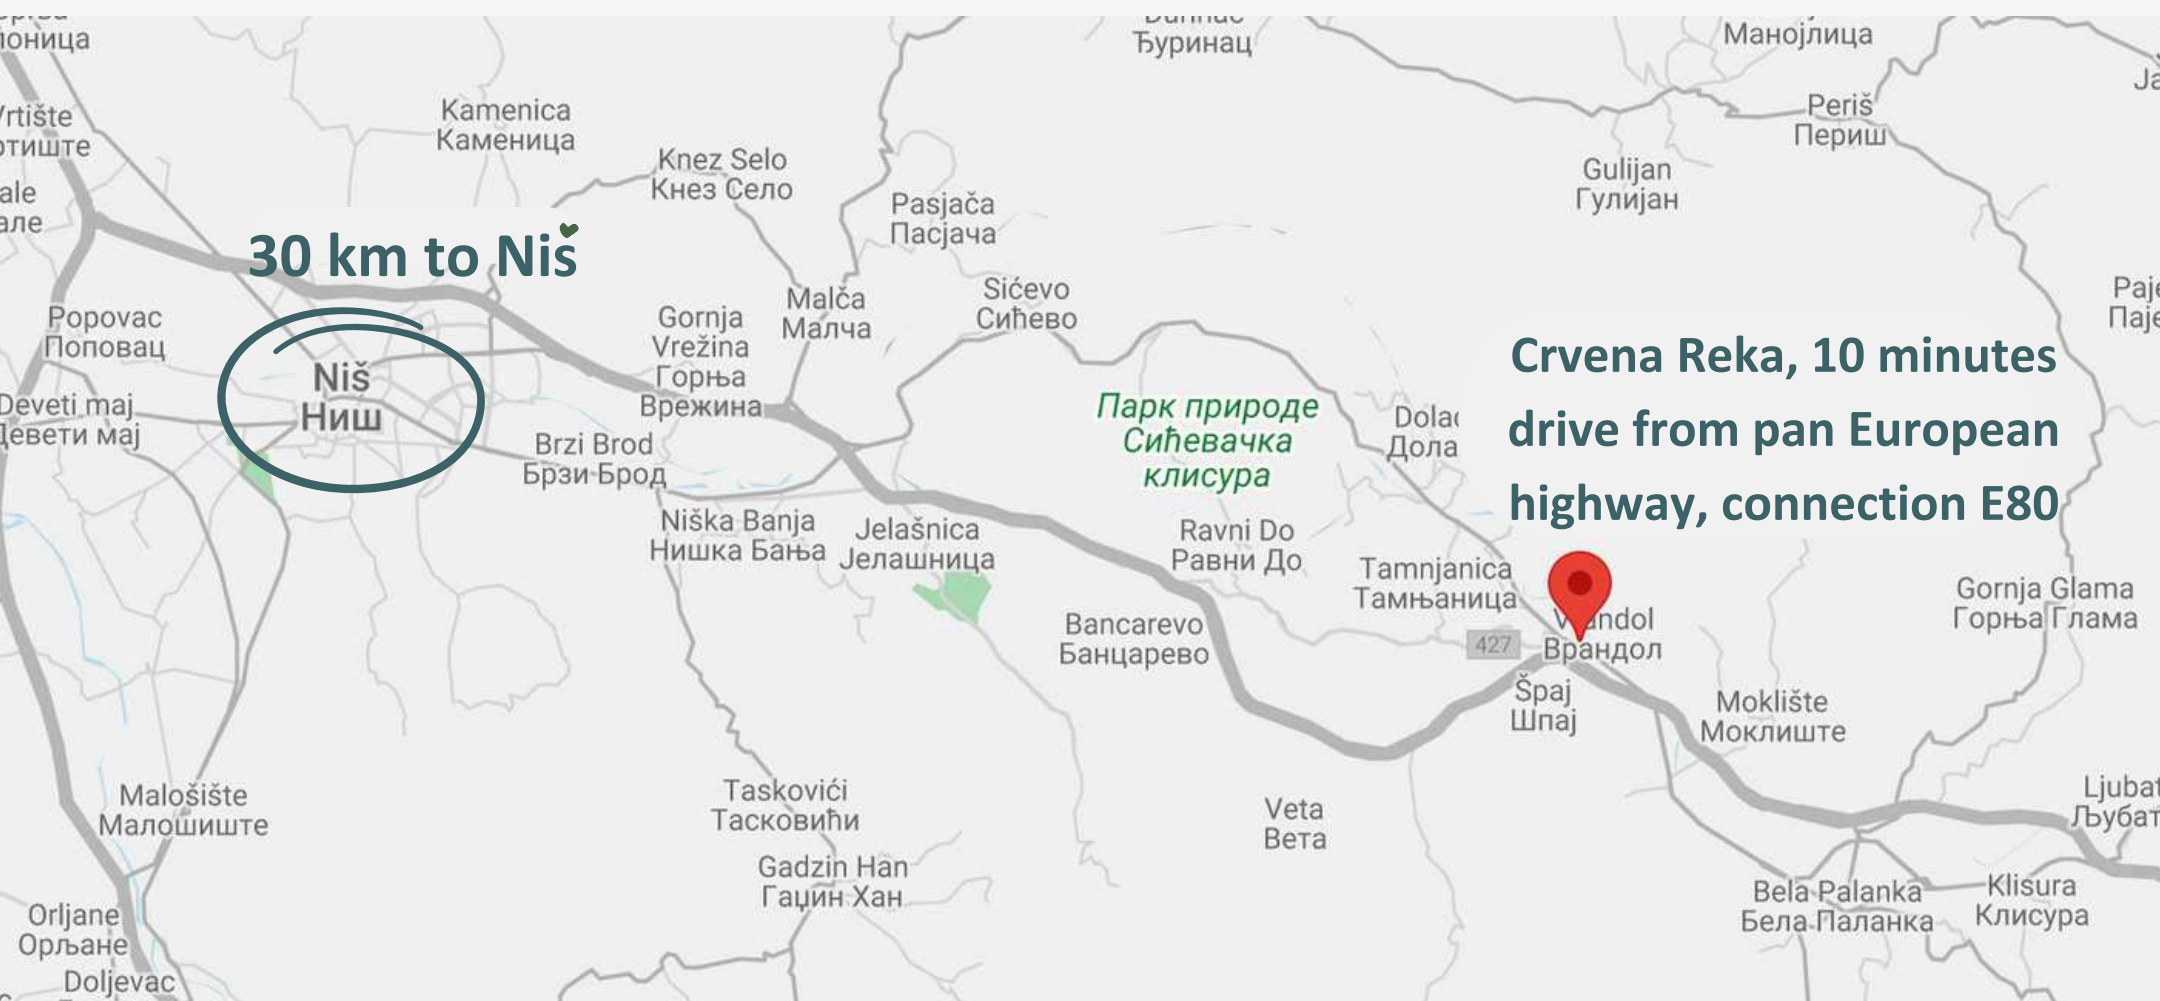 Ђуринац
Манојлица
Kamenica
Каменица
Periš
Периш
Knez Selo
Кнез Село
Gulijan
Гулијан
Pasjača
Пасјача
30 km to Niš
Malča
Малча
Sićevo
Сићево
Popovac
Поповац
Gornja
Vrežina
Горња
Врежина
Niš
Ниш
Crvena Reka, 10 minutes
drive from pan European
highway, connection E80
Парк природе
Сићевачка
клисура
Deveti maj
Девети мај
Brzi Brod
Брзи Брод
Niška Banja
Нишка Бања
Jelašnica
Јелашница
Ravni Do
Равни До
Tamnjanica
Тамњаница
427
Врандол
Gornja Glama
Горња Глама
Bancarevo
Банцарево
Špaj
Шпај
Moklište
Моклиште
Malošište
Малошиште
Taskovići
Тасковићи
Veta
Вета
Gadzin Han
Гаџин Хан
Bela Palanka
Бела Паланка
Klisura
Клисура
Orljane
Орљане
Doljevac